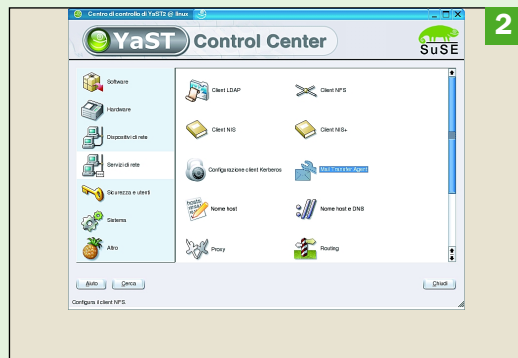 Centro di controllo di YaST2 @ linux
2
YaST Control Center
SuSE
Software
Hardware
Dispositivi di rete
Servizi di rete
Sicurezza e utenti
Sistema
Altro
Client LDAP
Client NFS
Client NIS
Client NIS+
Configurazione client Kerberos
Mail Transfer Agent
Nome host
Nome host e DNS
Proxy
Routing
Aiuto
Cerca
Chiudi
Configura il client NFS.